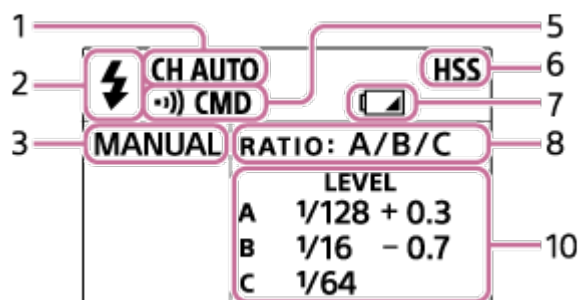 1
5
CH AUTO
HSS
6
2
CMD
7
3
MANUAL
RATIO: A/B/C
8
LEVEL
A 1/128 + 0.3
B 1/16 − 0.7
10
C 1/64